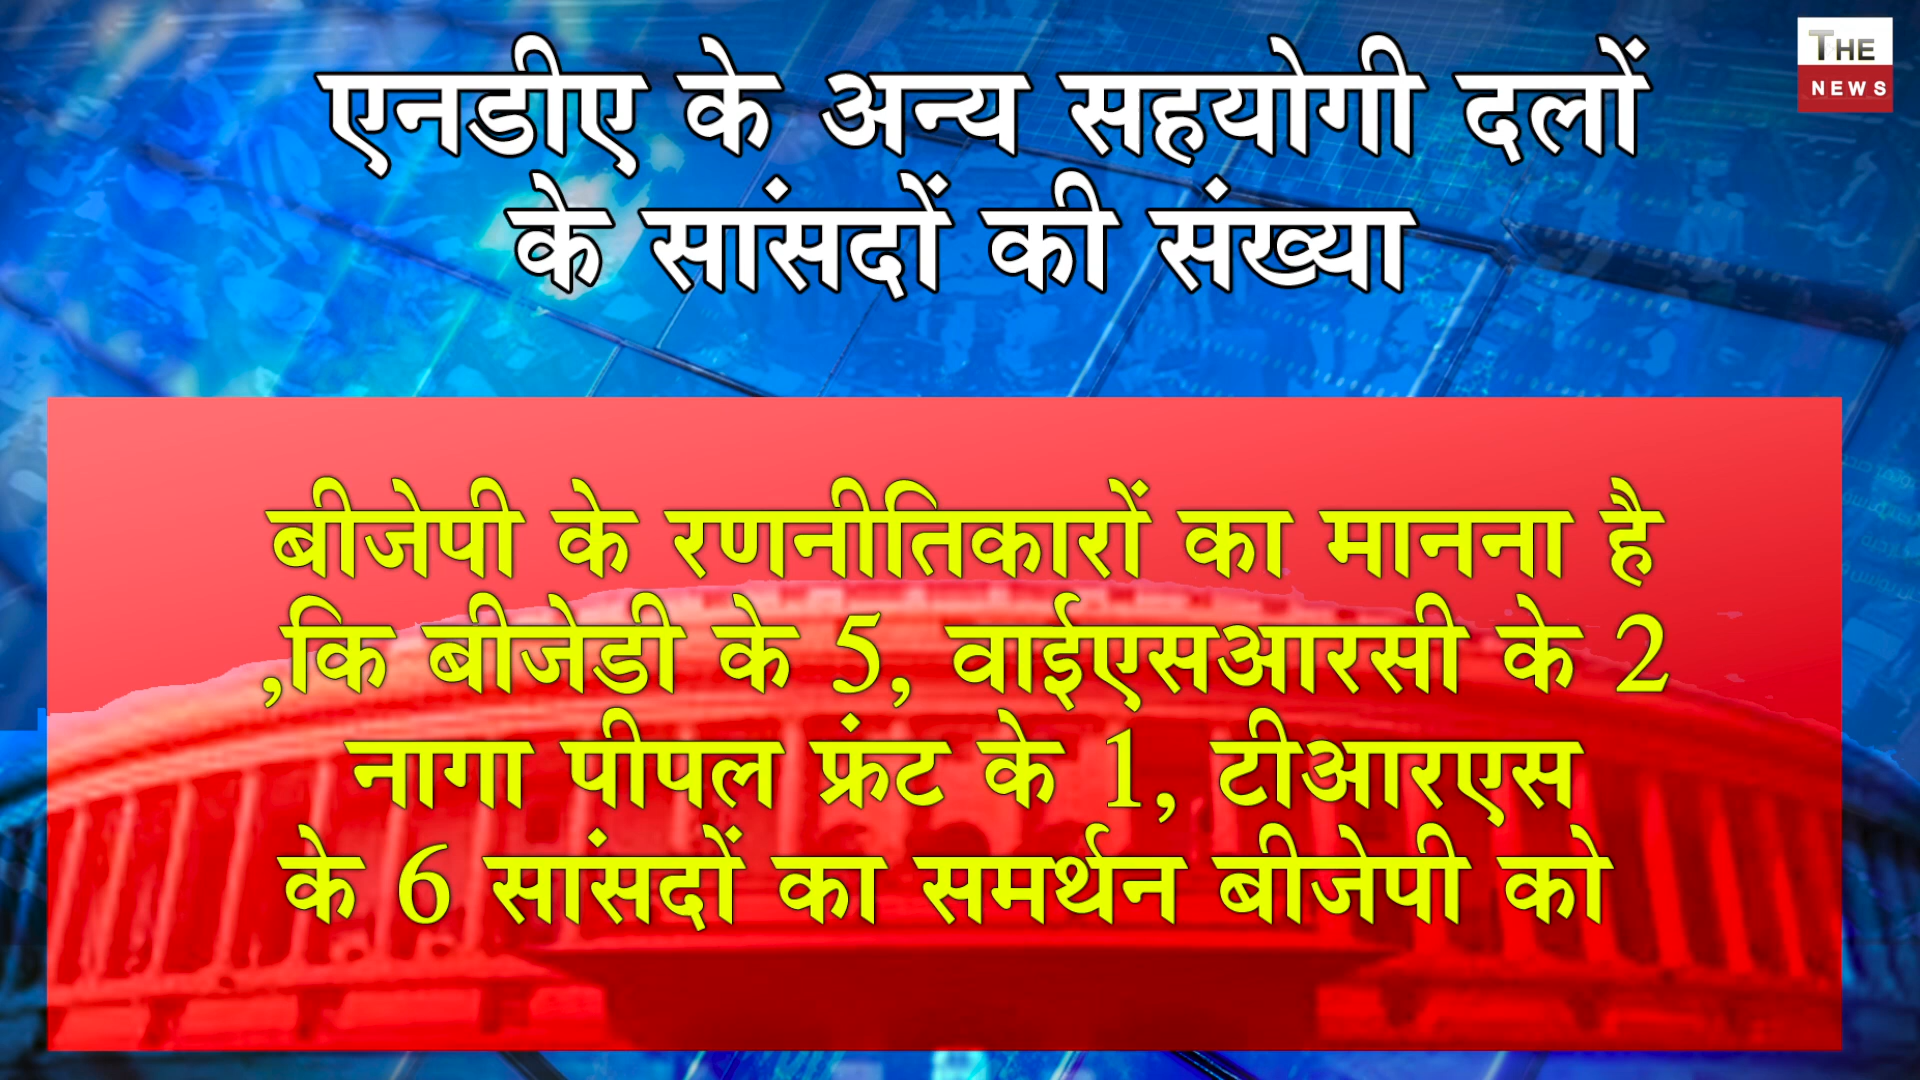 THE
NEWS
एनडीए के अन्य सहयोगी दलों
के सांसदों की संख्या
बीजेपी के रणनीतिकारों का मानना है
,कि बीजेडी के 5, वाईएसआरसी के 2
नागा पीपल फ्रंट के 1, टीआरएस
के 6 सांसदों का समर्थन बीजेपी को